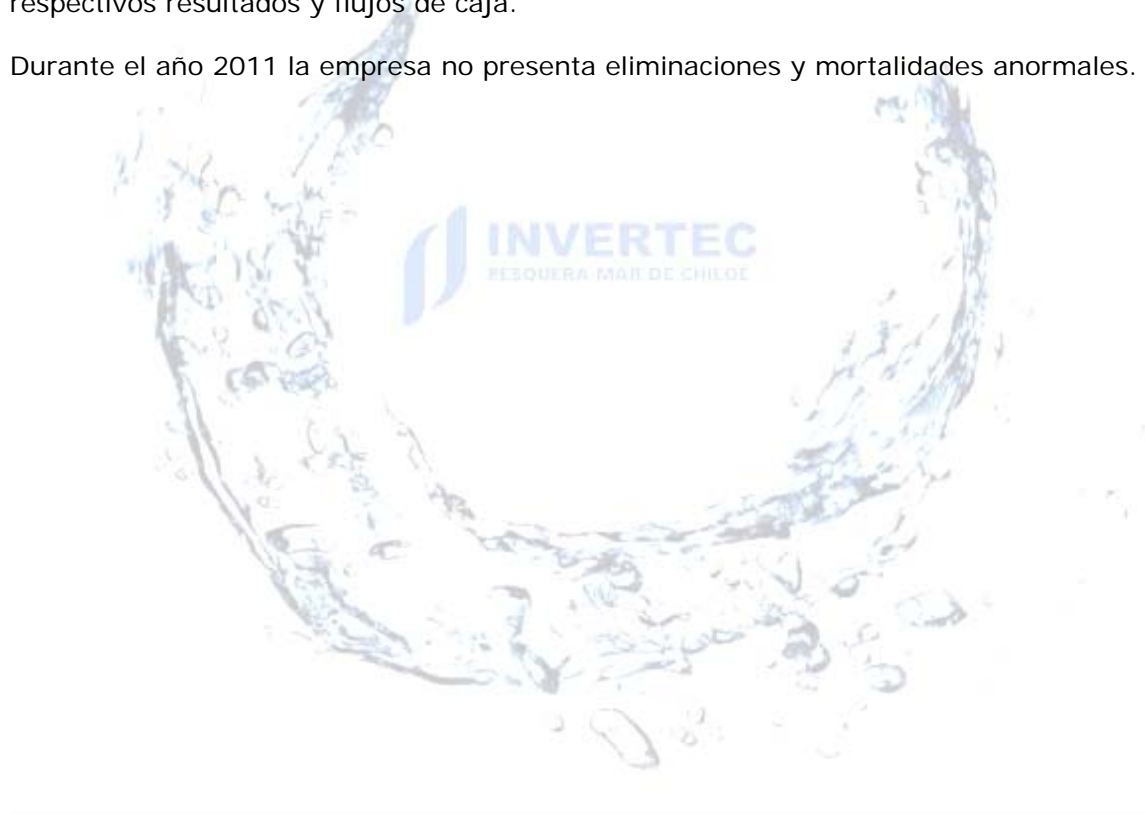 respectivos resultados y flujos de caja.
Durante el año 2011 la empresa no presenta eliminaciones y mortalidades anormales.
INVERTEC
PESQUERA MAR DE CHILOE